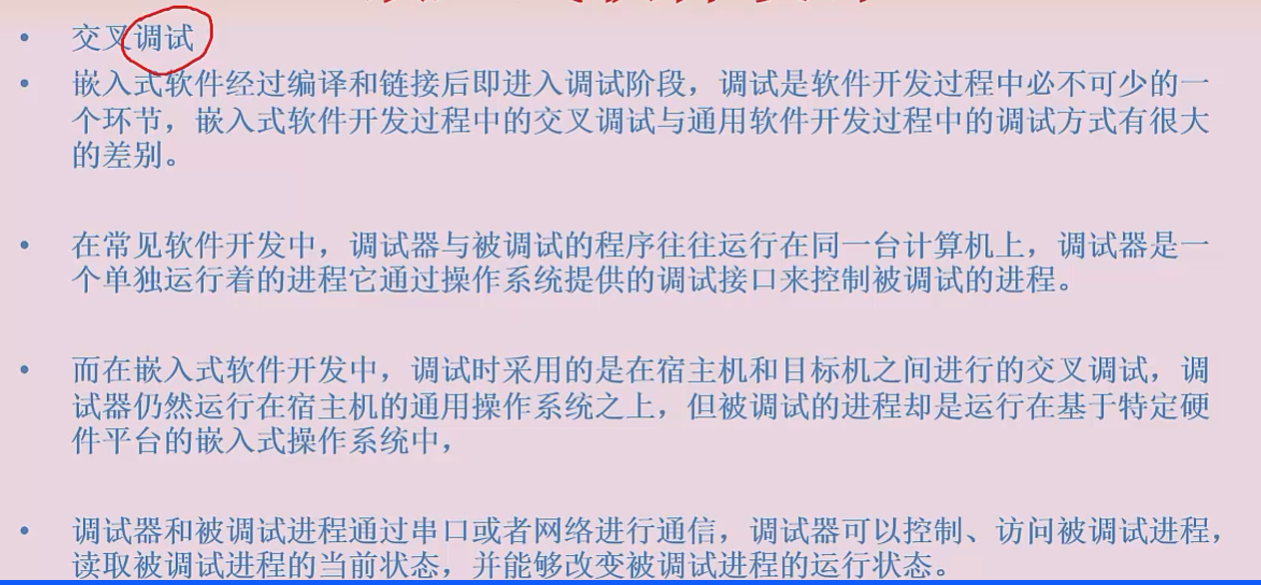 • 交叉调试
• 嵌入式软件经过编译和链接后即进入调试阶段，调试是软件开发过程中必不可少的一
个环节，嵌入式软件开发过程中的交叉调试与通用软件开发过程中的调试方式有很大
的差别。
• 在常见软件开发中，调试器与被调试的程序往往运行在同一台计算机上，调试器是一
个单独运行着的进程它通过操作系统提供的调试接口来控制被调试的进程。
• 而在嵌入式软件开发中，调试时采用的是在宿主机和目标机之间进行的交叉调试，调
试器仍然运行在宿主机的通用操作系统之上，但被调试的进程却是运行在基于特定硬
件平台的嵌入式操作系统中，
• 调试器和被调试进程通过串口或者网络进行通信，调试器可以控制、访问被调试进程，
读取被调试进程的当前状态，并能够改变被调试进程的运行状态。